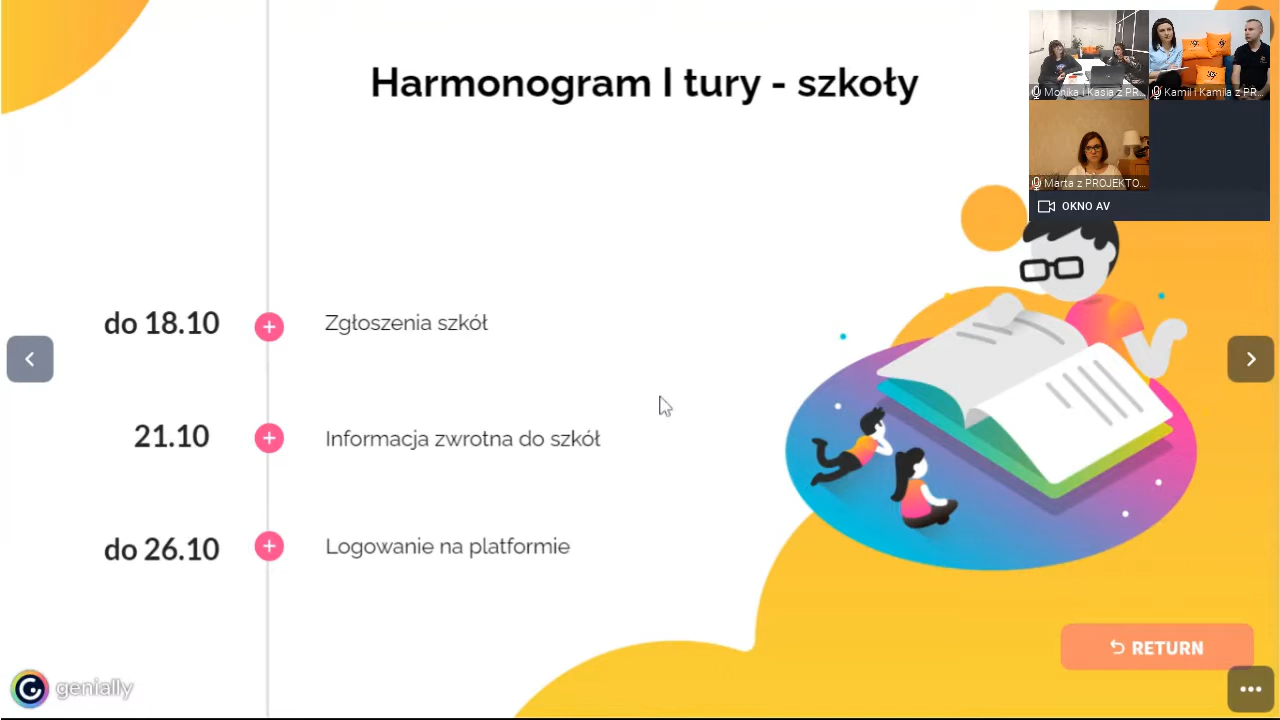 Harmonogram I tury - szkoły
Monika i Kasia z PR...
Kamil i Kamila z PR...
Marta z PROJEKTO...
OKNO AV
do 18.10
Zgłoszenia szkół
21.10
Informacja zwrotna do szkół
do 26.10
Logowanie na platformie
RETURN
genially